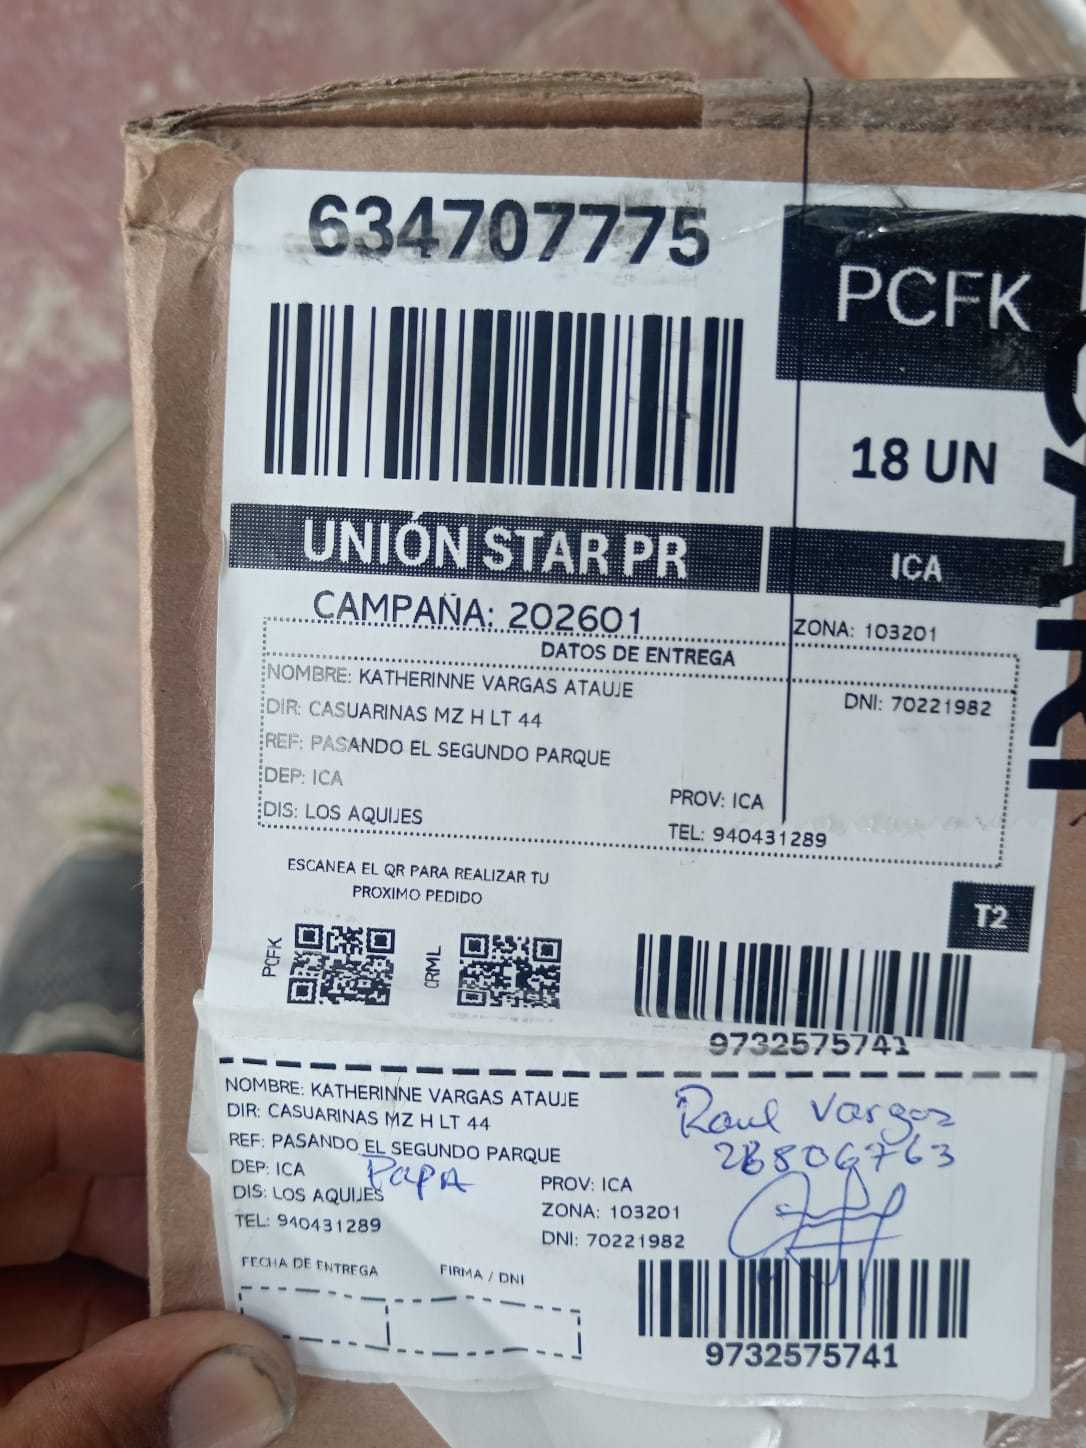 634707775
PCFK
18 UN
UNIÓN STAR PR
ICA
CAMPAÑA: 202601
ZONA: 103201
DATOS DE ENTREGA
NOMBRE: KATHERINNE VARGAS ATAUJE
DNI: 70221982
DIR: CASUARINAS MZ H LT 44
REF: PASANDO EL SEGUNDO PARQUE
DEP: ICA
PROV: ICA
DIS: LOS AQUIJES
TEL: 940431289
ESCANEA EL QR PARA REALIZAR TU
PROXIMO PEDIDO
T2
PCFK
CRML
9732575741
NOMBRE: KATHERINNE VARGAS ATAUJE
DIR: CASUARINAS MZ H LT 44
REF: PASANDO EL SEGUNDO PARQUE
DEP: ICA
PAPA
DIS: LOS AQUIJES
TEL: 940431289
PROV: ICA
ZONA: 103201
DNI: 70221982
Raul Vargas
28806763
FECHA DE ENTREGA
FIRMA / DNI
9732575741